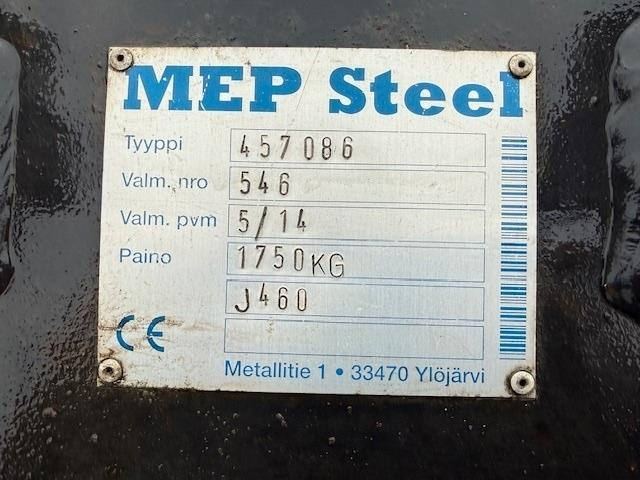 MEP Steel
Tyyppi 457086
Valm. nro 546
Valm. pvm 5/14
Paino 1750KG
J460
CE
Metallitie 1 • 33470 Ylöjärvi